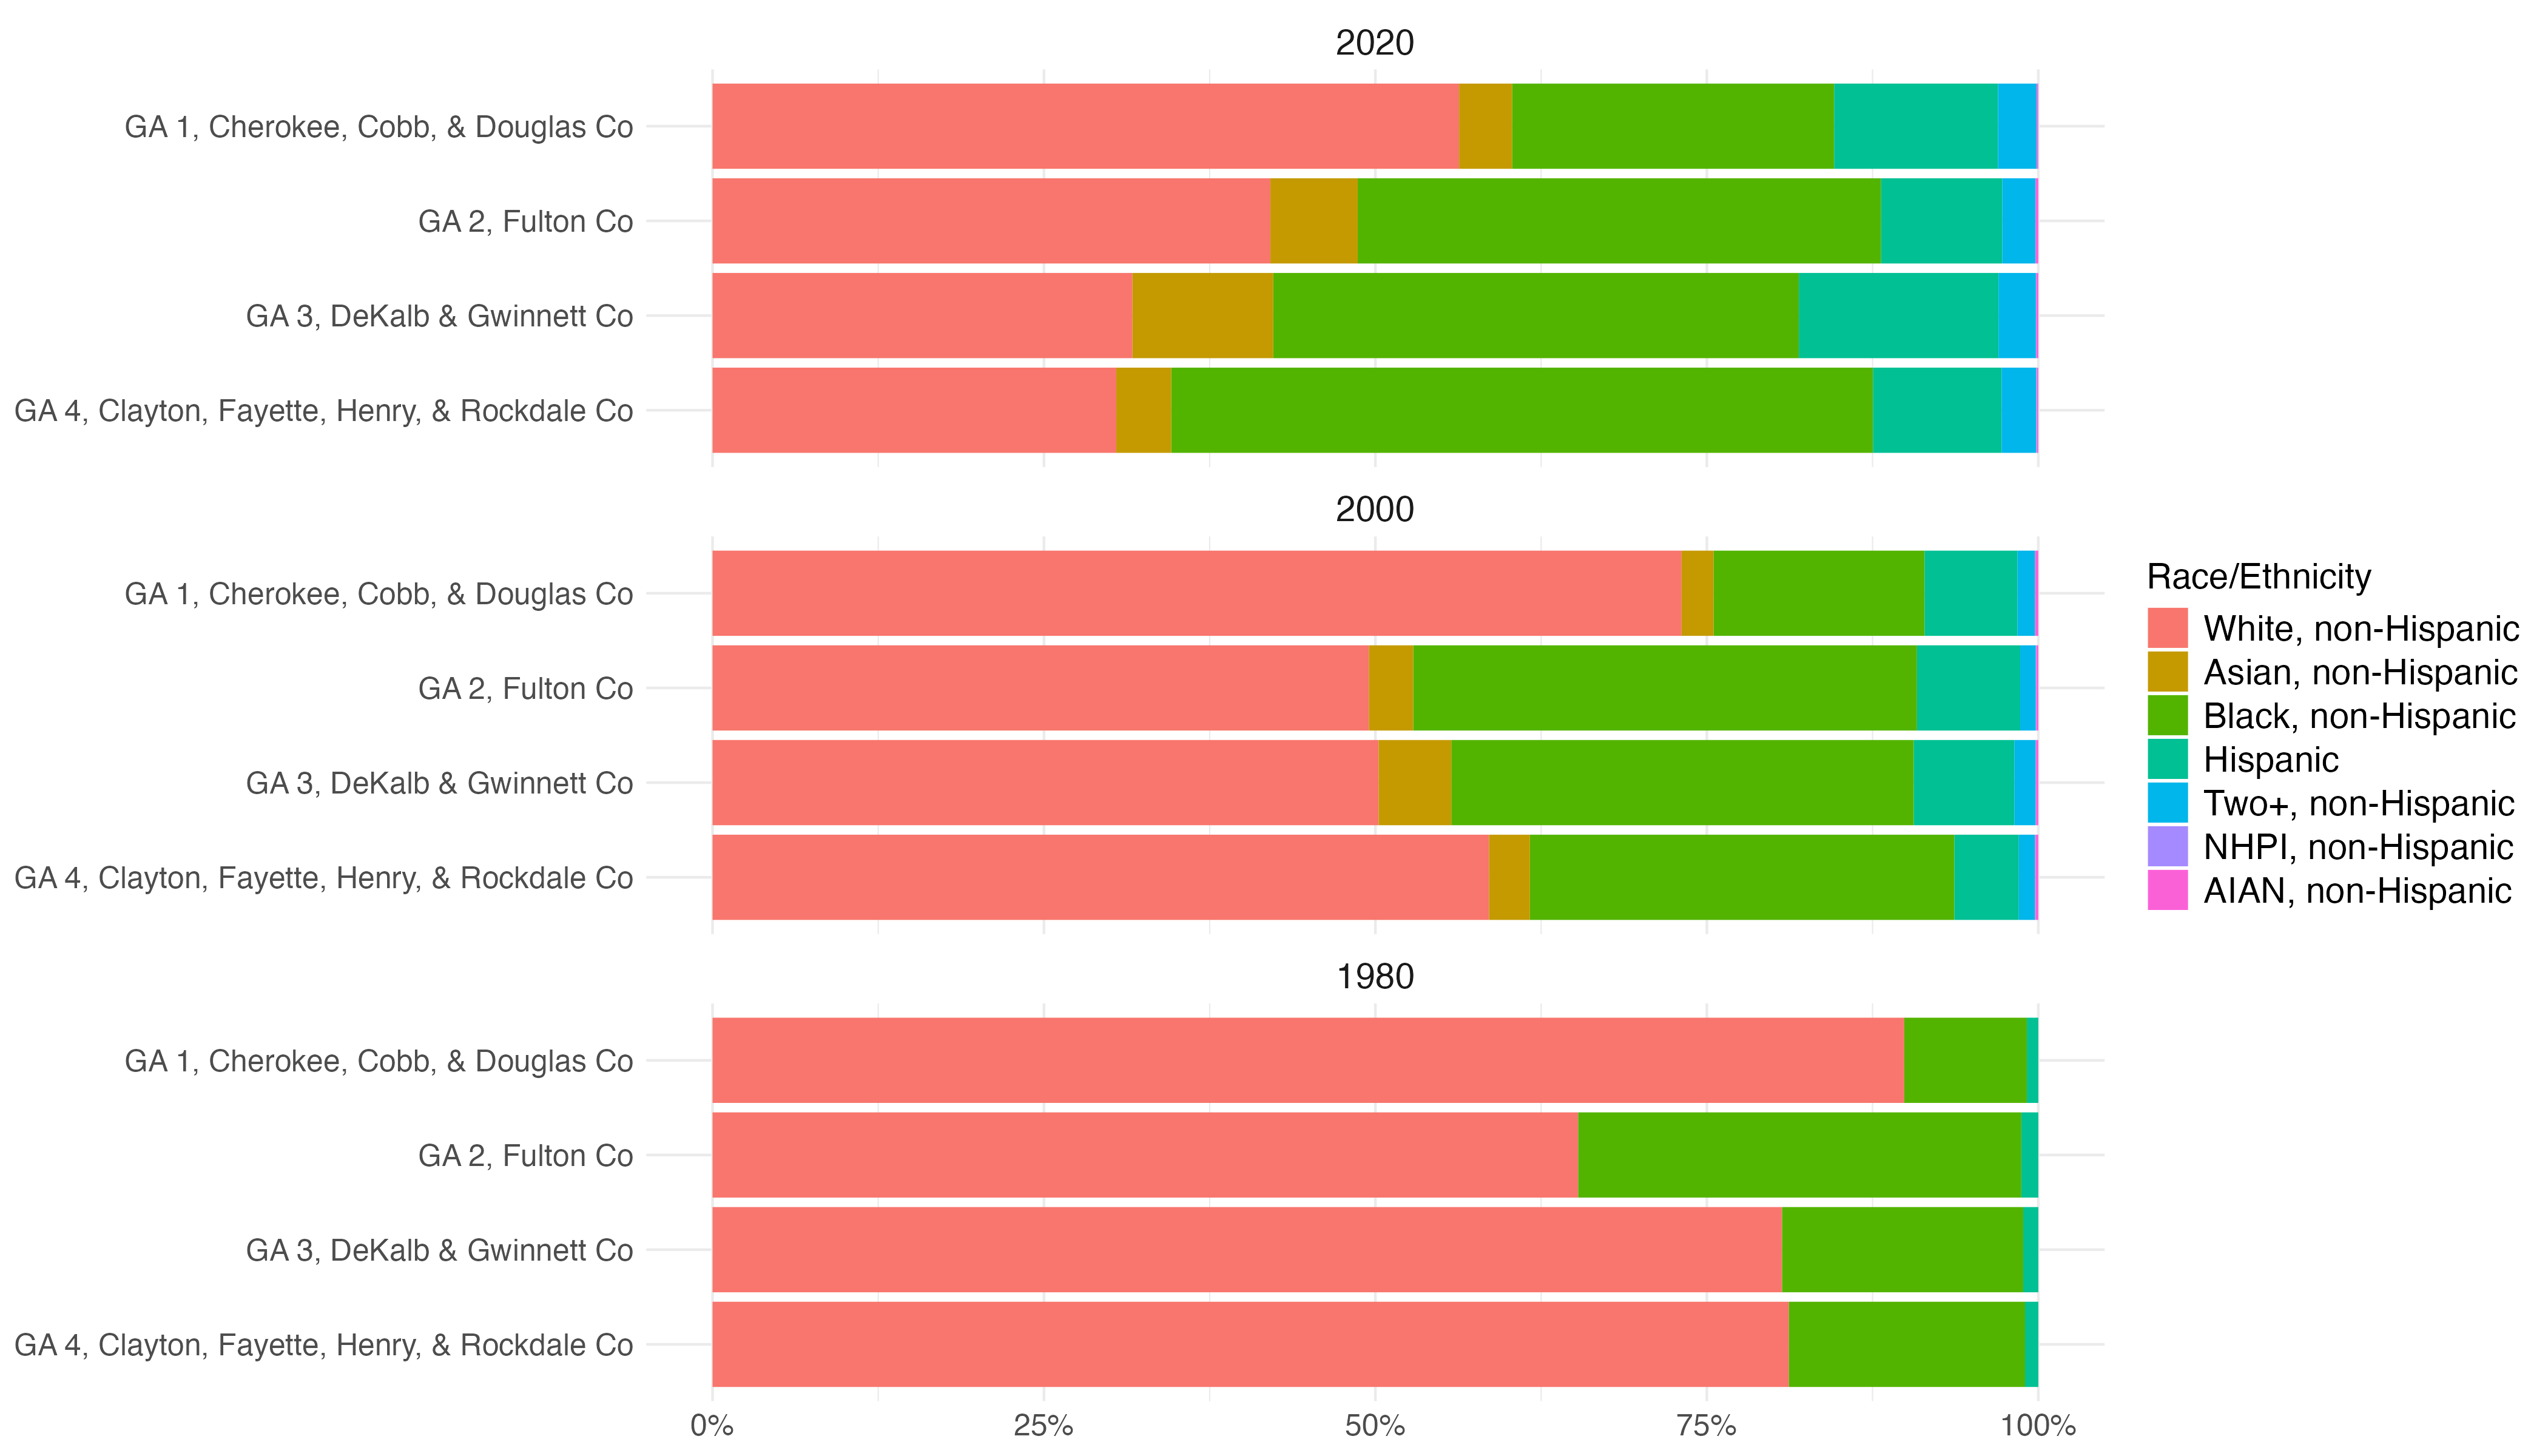 2020
GA 1, Cherokee, Cobb, & Douglas Co
GA 2, Fulton Co
GA 3, DeKalb & Gwinnett Co
GA 4, Clayton, Fayette, Henry, & Rockdale Co
2000
GA 1, Cherokee, Cobb, & Douglas Co
GA 2, Fulton Co
GA 3, DeKalb & Gwinnett Co
GA 4, Clayton, Fayette, Henry, & Rockdale Co
1980
GA 1, Cherokee, Cobb, & Douglas Co
GA 2, Fulton Co
GA 3, DeKalb & Gwinnett Co
GA 4, Clayton, Fayette, Henry, & Rockdale Co
0% 25% 50% 75% 100%
Race/Ethnicity
White, non-Hispanic
Asian, non-Hispanic
Black, non-Hispanic
Hispanic
Two+, non-Hispanic
NHPI, non-Hispanic
AIAN, non-Hispanic